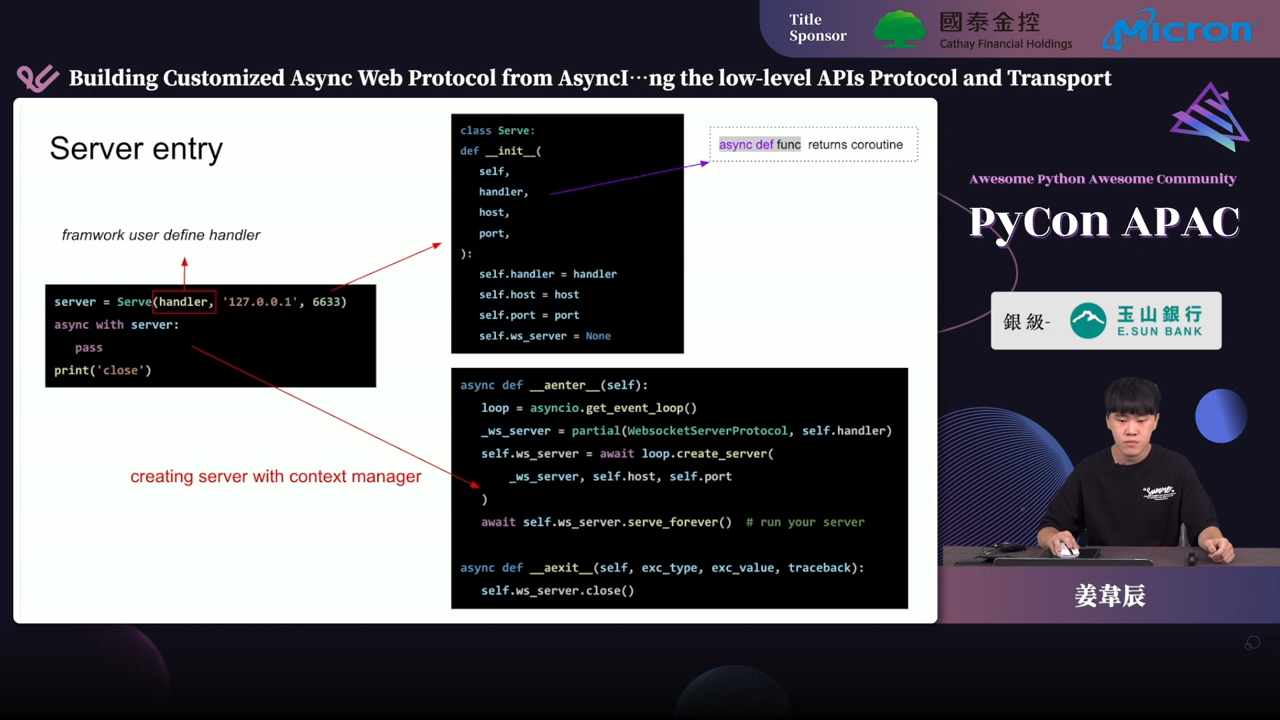 Title
Sponsor
國泰金控
Cathay Financial Holdings
Micron
Building Customized Async Web Protocol from AsyncI…ng the low-level APIs Protocol and Transport
Server entry
framwork user define handler
server = Serve(handler, '127.0.0.1', 6633)
async with server:
pass
print('close')
creating server with context manager
class Serve:
def __init__(
self,
handler,
host,
port,
):
self.handler = handler
self.host = host
self.port = port
self.ws_server = None
async def func returns coroutine
async def __aenter__(self):
loop = asyncio.get_event_loop()
_ws_server = partial(WebsocketServerProtocol, self.handler)
self.ws_server = await loop.create_server(
_ws_server, self.host, self.port
)
await self.ws_server.serve_forever() # run your server
async def __aexit__(self, exc_type, exc_value, traceback):
self.ws_server.close()
Awesome Python Awesome Community
PyCon APAC
銀級-
玉山銀行
E.SUN BANK
姜韋辰